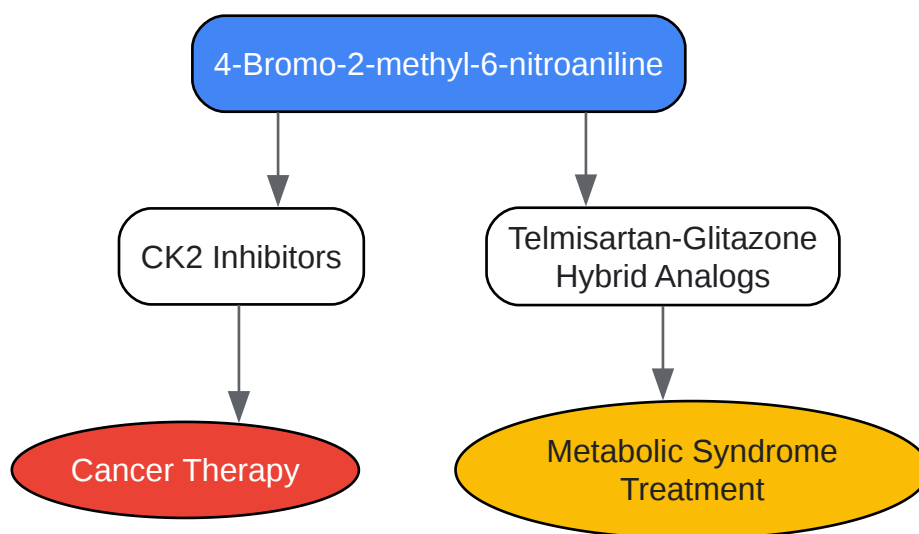 4-Bromo-2-methyl-6-nitroaniline
CK2 Inhibitors
Telmisartan-Glitazone
Hybrid Analogs
Cancer Therapy
Metabolic Syndrome
Treatment